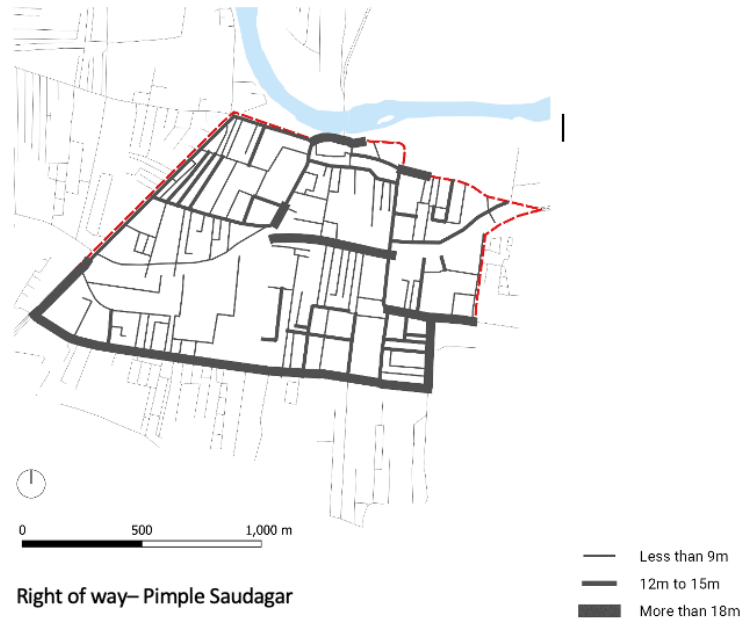 0 500 1,000 m
Right of way– Pimple Saudagar
Less than 9m
12m to 15m
More than 18m